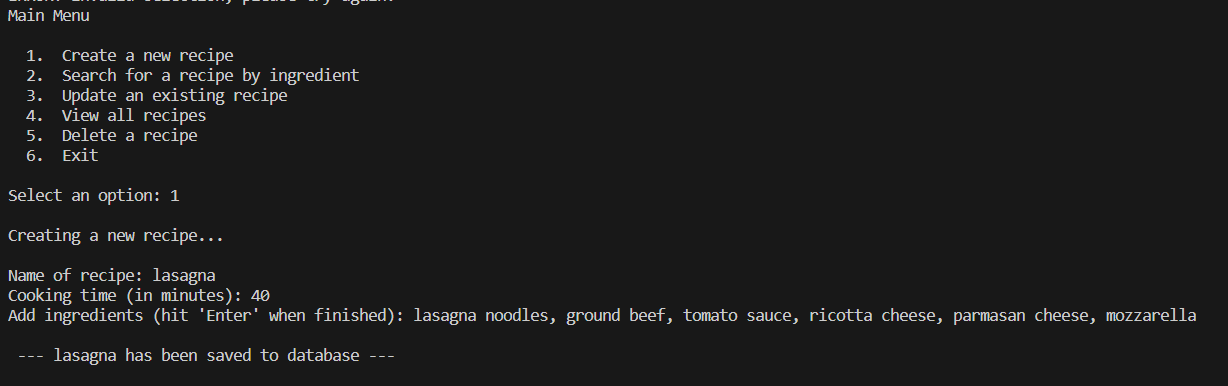 Main Menu
1. Create a new recipe
2. Search for a recipe by ingredient
3. Update an existing recipe
4. View all recipes
5. Delete a recipe
6. Exit
Select an option: 1
Creating a new recipe...
Name of recipe: lasagna
Cooking time (in minutes): 40
Add ingredients (hit 'Enter' when finished): lasagna noodles, ground beef, tomato sauce, ricotta cheese, parmasan cheese, mozzarella
--- lasagna has been saved to database ---